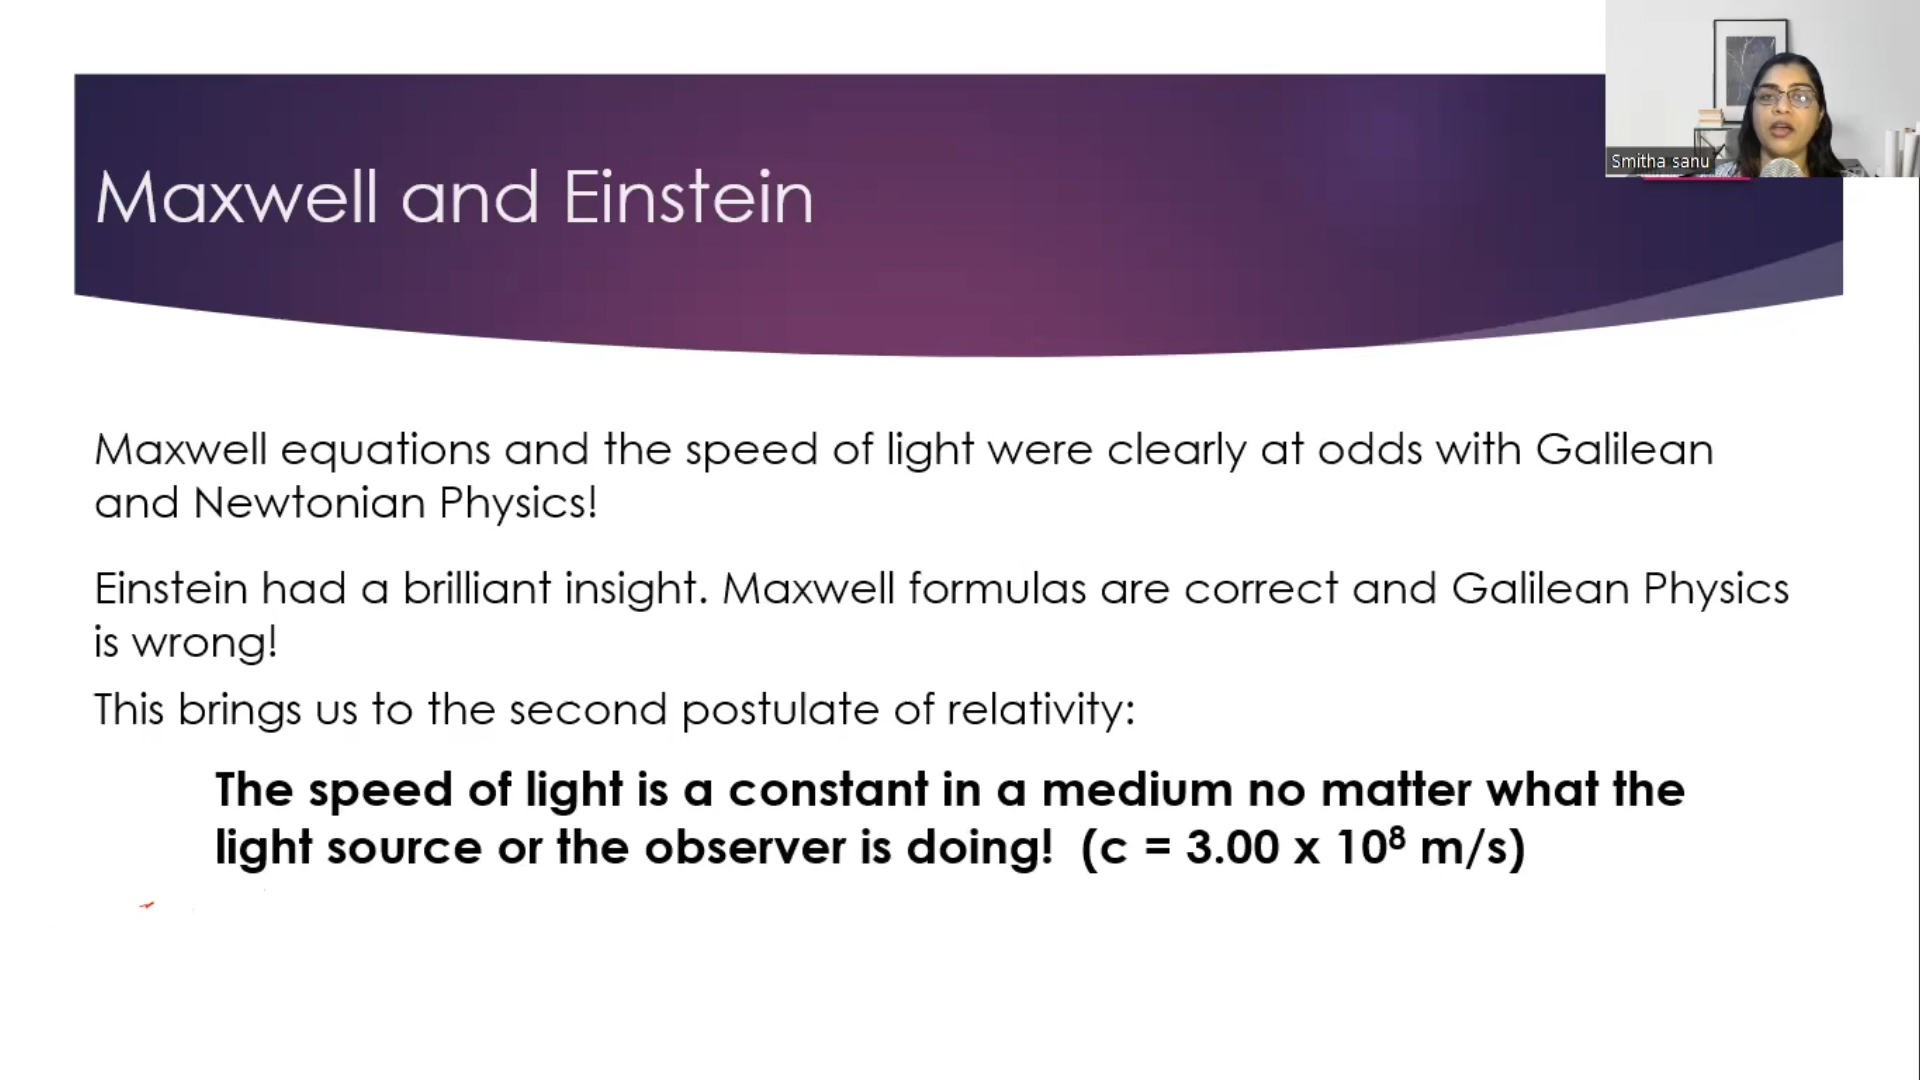 Smitha sanu
Maxwell and Einstein
Maxwell equations and the speed of light were clearly at odds with Galilean
and Newtonian Physics!
Einstein had a brilliant insight. Maxwell formulas are correct and Galilean Physics
is wrong!
This brings us to the second postulate of relativity:
The speed of light is a constant in a medium no matter what the
light source or the observer is doing! (c = 3.00 x 10⁸ m/s)